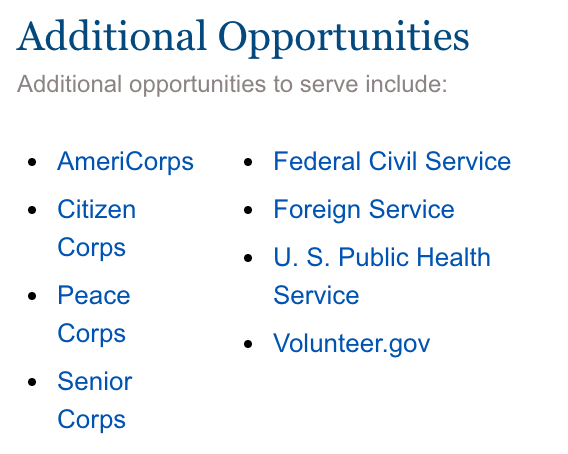 Additional Opportunities
Additional opportunities to serve include:
AmeriCorps
Citizen
Corps
Peace
Corps
Senior
Corps
Federal Civil Service
Foreign Service
U. S. Public Health
Service
Volunteer.gov